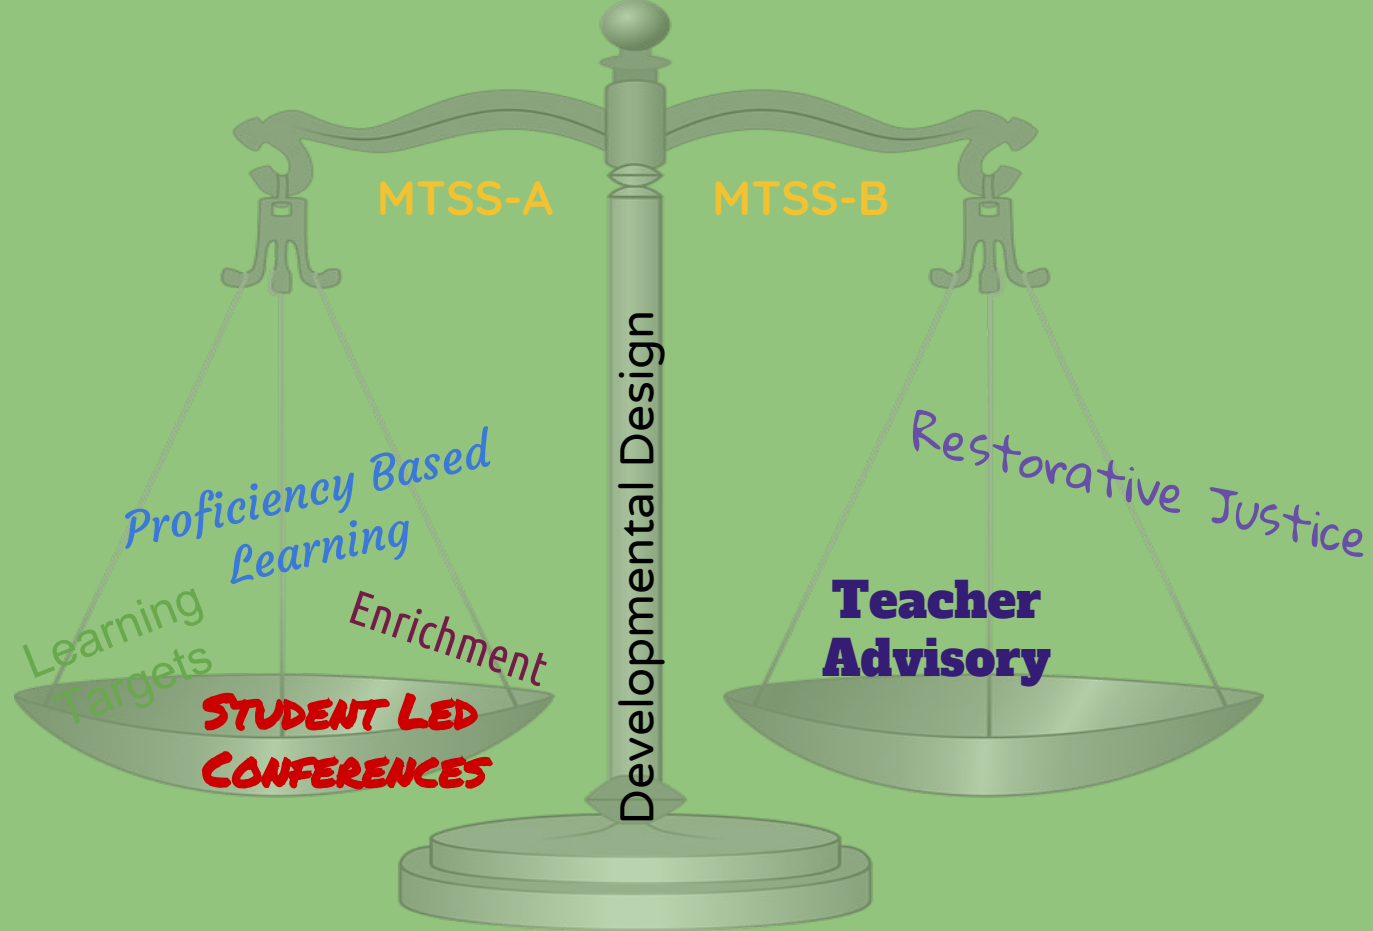 MTSS-A
MTSS-B
Developmental Design
Proficiency Based
Learning
Learning
Targets
Enrichment
Student Led
Conferences
Restorative Justice
Teacher
Advisory